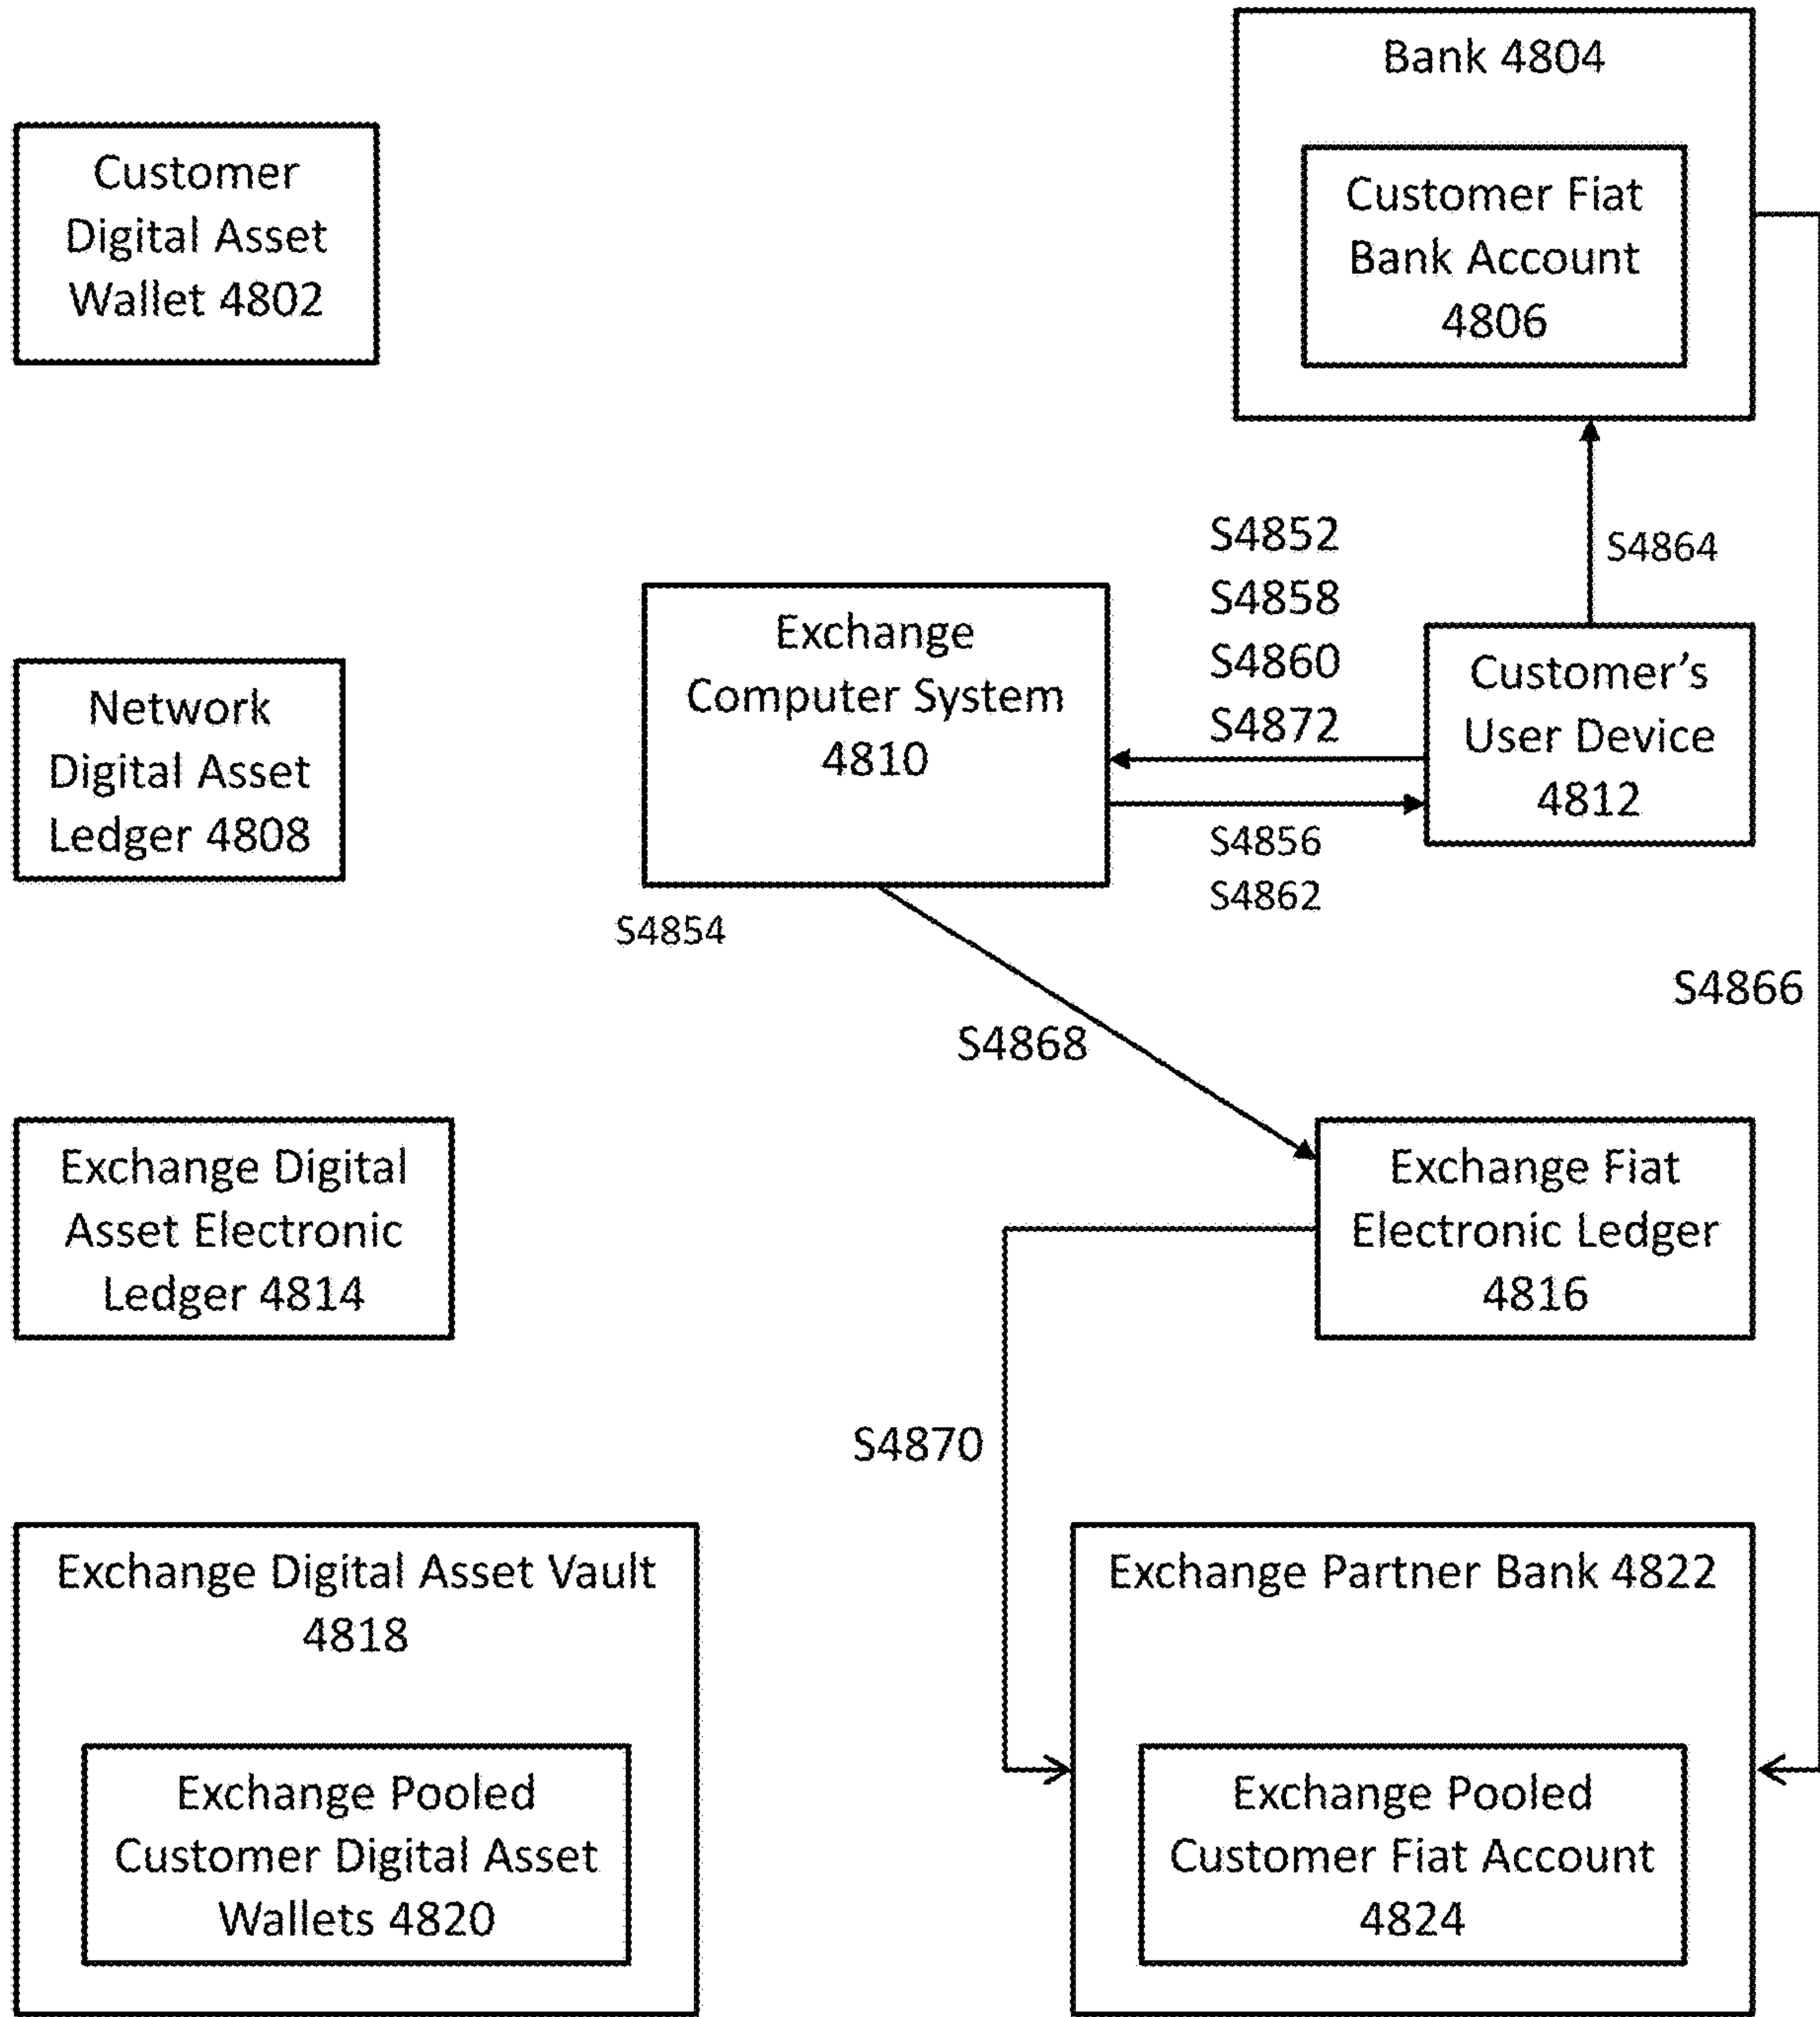 Bank 4804
Customer
Digital Asset
Wallet 4802
Customer Fiat
Bank Account
4806
S4852
S4858
S4860
S4872
S4864
Exchange
Computer System
4810
Customer's
User Device
4812
Network
Digital Asset
Ledger 4808
S4856
S4862
S4854
S4866
S4868
Exchange Digital
Asset Electronic
Ledger 4814
Exchange Fiat
Electronic Ledger
4816
S4870
Exchange Digital Asset Vault
4818
Exchange Partner Bank 4822
Exchange Pooled
Customer Digital Asset
Wallets 4820
Exchange Pooled
Customer Fiat Account
4824